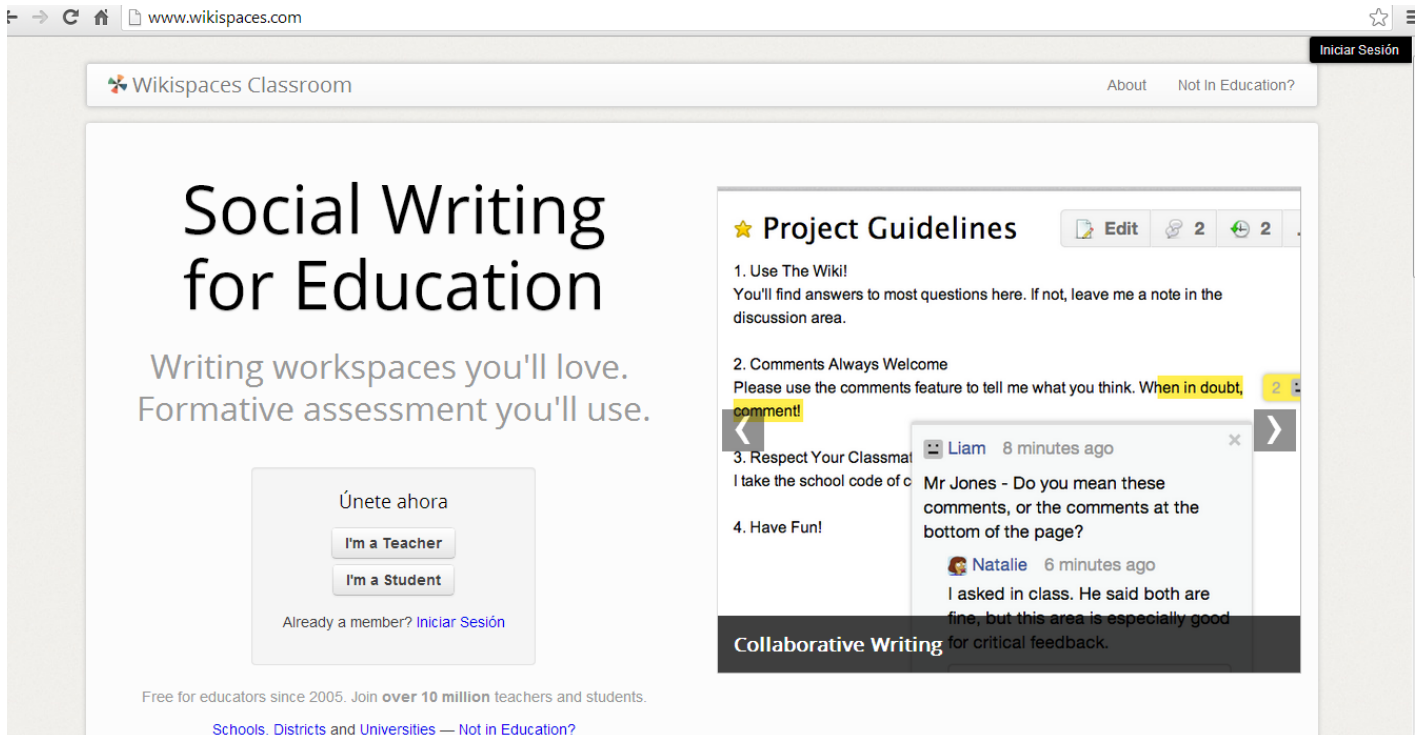 www.wikispaces.com
Iniciar Sesión
Wikispaces Classroom
About Not In Education?
Social Writing
for Education
Writing workspaces you'll love.
Formative assessment you'll use.
Únete ahora
I'm a Teacher
I'm a Student
Already a member? Iniciar Sesión
Free for educators since 2005. Join over 10 million teachers and students.
Schools, Districts and Universities — Not in Education?
Project Guidelines
Edit 2 2
1. Use The Wiki!
You'll find answers to most questions here. If not, leave me a note in the
discussion area.
2. Comments Always Welcome
Please use the comments feature to tell me what you think. When in doubt, 2
comment!
3. Respect Your Classmat
I take the school code of c
4. Have Fun!
Liam 8 minutes ago
Mr Jones - Do you mean these
comments, or the comments at the
bottom of the page?
Natalie 6 minutes ago
I asked in class. He said both are
fine, but this area is especially good
for critical feedback.
Collaborative Writing